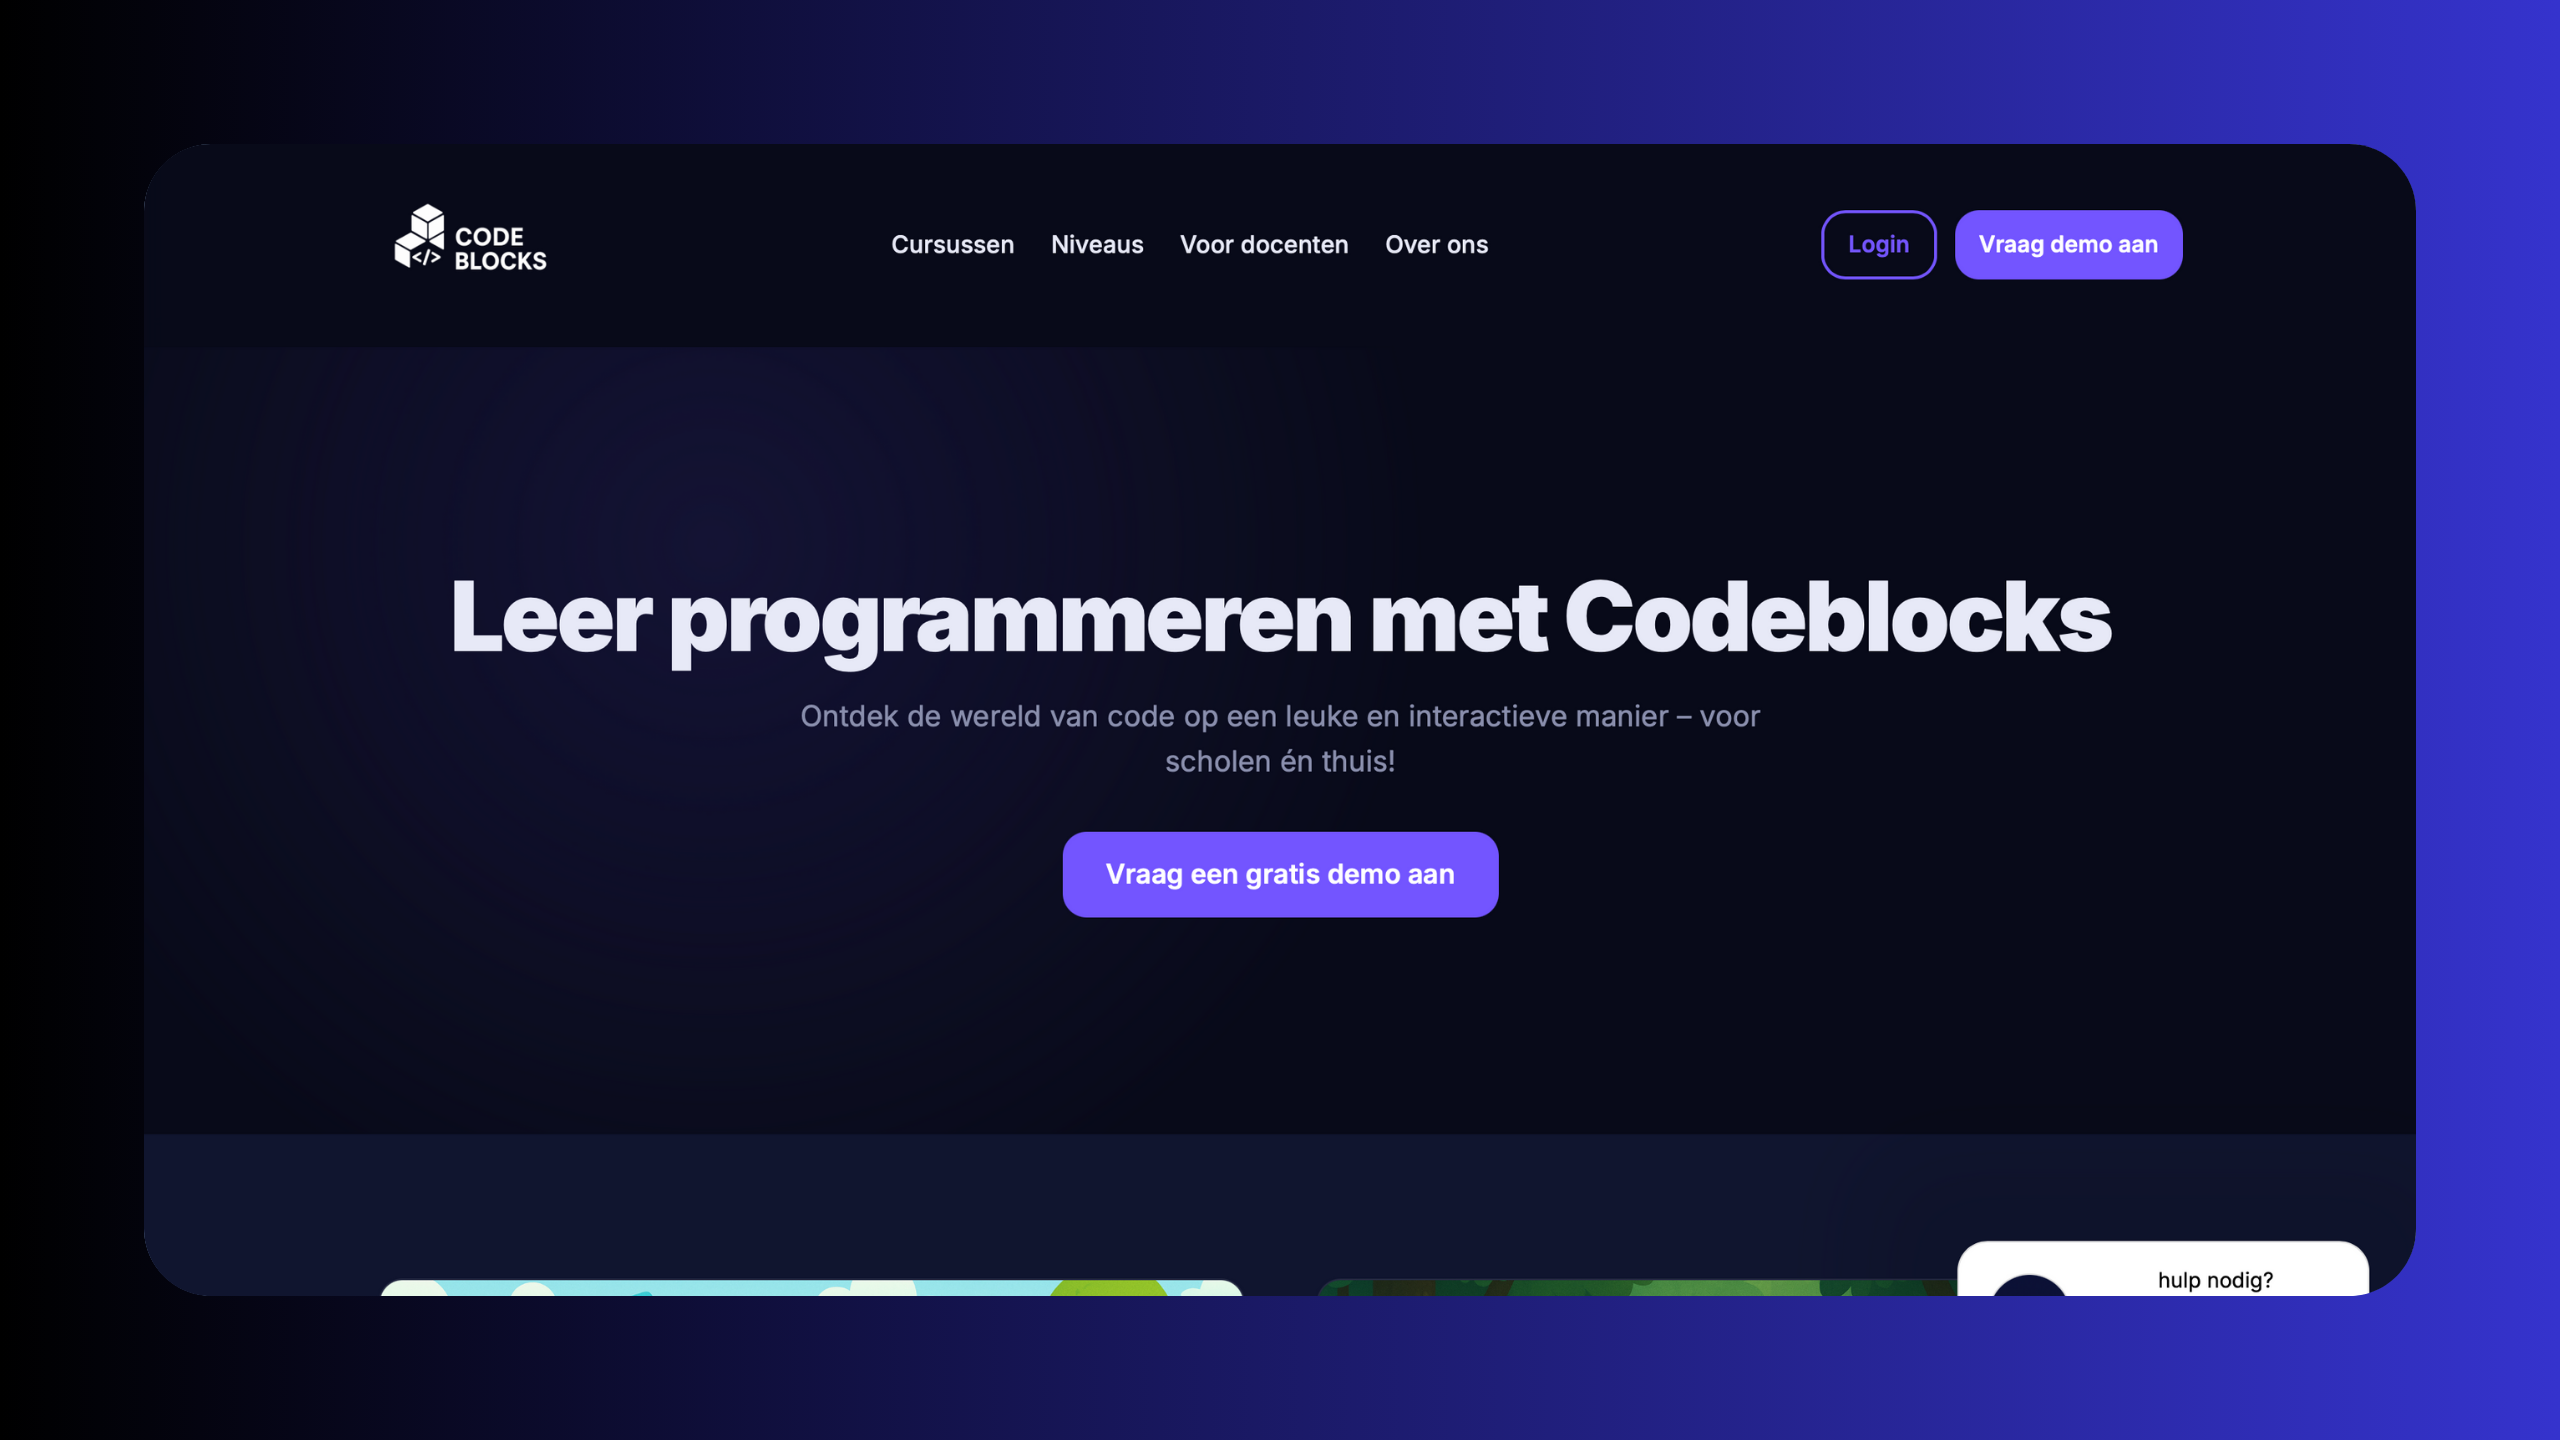 CODE
BLOCKS
</>
Cursussen Niveaus Voor docenten Over ons
Login
Vraag demo aan
Leer programmeren met Codeblocks
Ontdek de wereld van code op een leuke en interactieve manier – voor
scholen én thuis!
Vraag een gratis demo aan
hulp nodig?